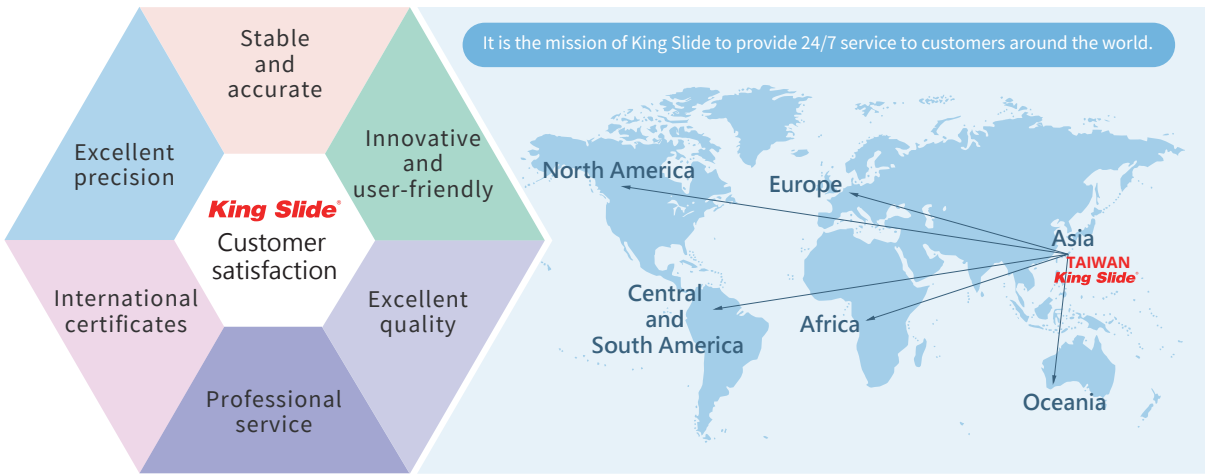 Stable
and
accurate
Innovative
and
user-friendly
Excellent
precision
King Slide®
Customer
satisfaction
International
certificates
Excellent
quality
Professional
service
It is the mission of King Slide to provide 24/7 service to customers around the world.
North America
Europe
Asia
TAIWAN
King Slide®
Central
and
South America
Africa
Oceania